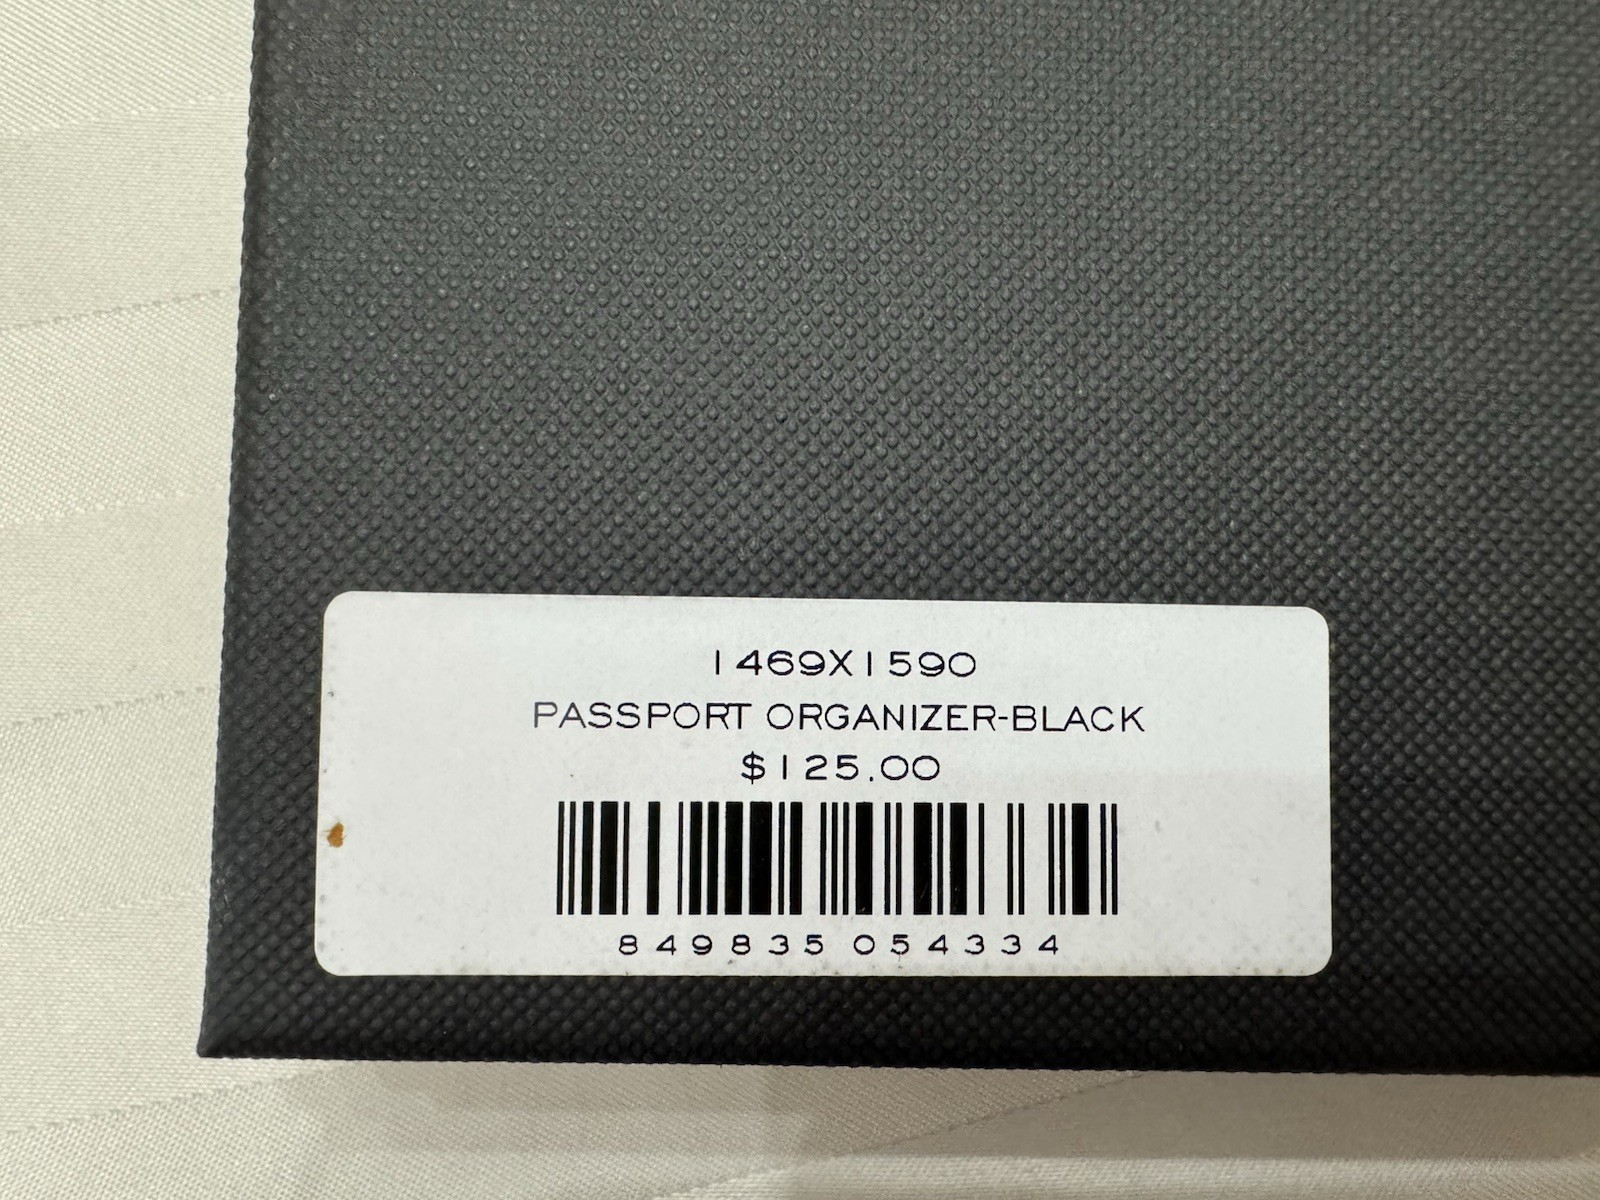 1469X1590
PASSPORT ORGANIZER-BLACK
$125.00
849835 054334